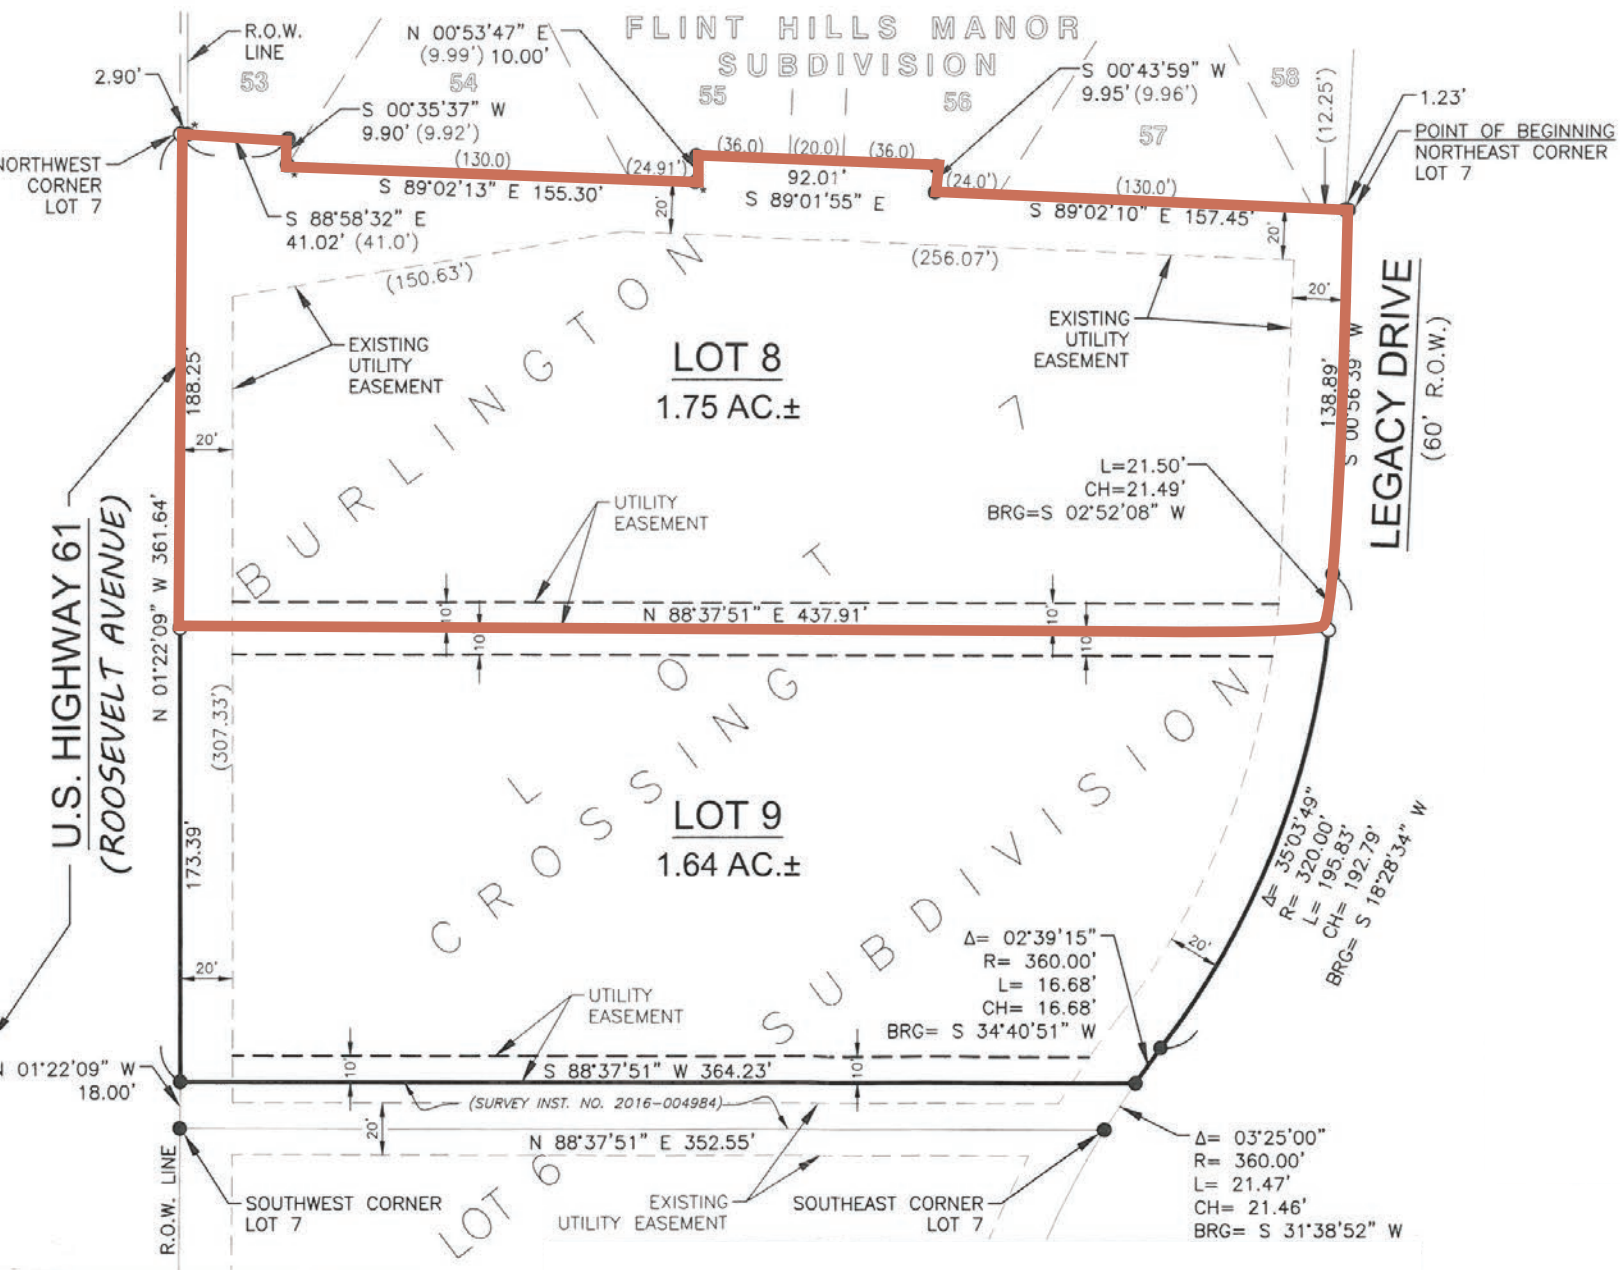 FLINT HILLS MANOR
SUBDIVISION
R.O.W.
LINE
2.90'
53
54
55
56
57
58
N 00°53'47" E
(9.99') 10.00'
S 00°35'37" W
9.90' (9.92')
S 00°43'59" W
9.95' (9.96')
(12.25')
1.23'
POINT OF BEGINNING
NORTHEAST CORNER
LOT 7
NORTHWEST
CORNER
LOT 7
(130.0)
(24.91')
(36.0)
(20.0)
(36.0)
(24.0')
(130.0')
S 89°02'13" E 155.30'
92.01'
S 89°01'55" E
S 89°02'10" E 157.45'
S 88°58'32" E
41.02' (41.0')
20'
20'
20'
(150.63')
(256.07')
EXISTING
UTILITY
EASEMENT
EXISTING
UTILITY
EASEMENT
LOT 8
1.75 AC.±
BURLINGTON
CROSSING
SUBDIVISION
LOT 7
188.25'
20'
138.89'
S 00°56'39" W
LEGACY DRIVE
(60' R.O.W.)
L=21.50'
CH=21.49'
BRG=S 02°52'08" W
UTILITY
EASEMENT
U.S. HIGHWAY 61
(ROOSEVELT AVENUE)
N 01°22'09" W 361.64'
10'
10'
N 88°37'51" E 437.91'
10'
10'
(307.33')
173.39'
LOT 9
1.64 AC.±
Δ= 35°03'49"
R= 320.00'
L= 195.83'
CH= 192.79'
BRG= S 18°28'34" W
20'
Δ= 02°39'15"
R= 360.00'
L= 16.68'
CH= 16.68'
BRG= S 34°40'51" W
20'
UTILITY
EASEMENT
N 01°22'09" W
18.00'
10'
S 88°37'51" W 364.23'
10'
(SURVEY INST. NO. 2016-004984)
20'
N 88°37'51" E 352.55'
Δ= 03°25'00"
R= 360.00'
L= 21.47'
CH= 21.46'
BRG= S 31°38'52" W
R.O.W. LINE
SOUTHWEST CORNER
LOT 7
LOT 6
EXISTING
UTILITY EASEMENT
SOUTHEAST CORNER
LOT 7